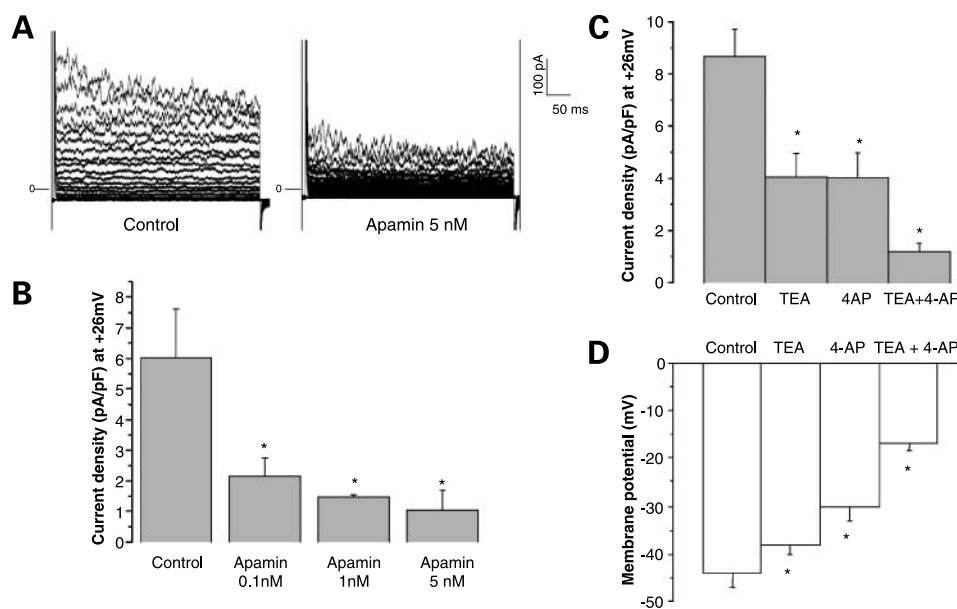 A
0
Control
0
Apamin 5 nM
100 pA
50 ms
B
Current density (pA/pF) at +26mV
8
7
6
5
4
3
2
1
0
*
*
*
Control
Apamin
0.1nM
Apamin
1nM
Apamin
5 nM
C
Current density (pA/pF) at +26mV
10
8
6
4
2
0
*
*
*
Control
TEA
4AP
TEA+4-AP
D
Control
TEA
4-AP
TEA + 4-AP
Membrane potential (mV)
0
-10
-20
-30
-40
-50
*
*
*